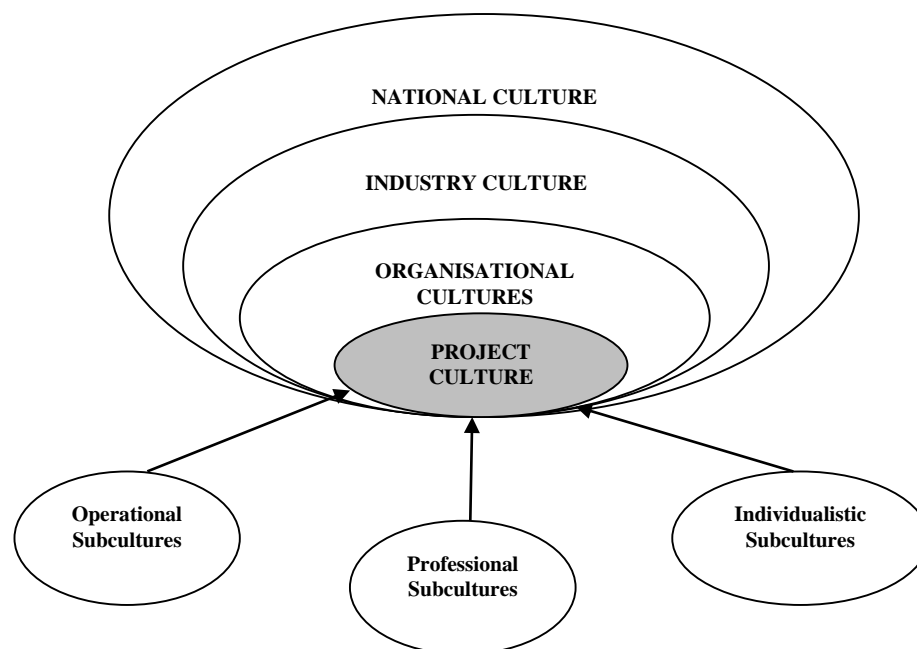 NATIONAL CULTURE
INDUSTRY CULTURE
ORGANISATIONAL
CULTURES
PROJECT
CULTURE
Operational
Subcultures
Professional
Subcultures
Individualistic
Subcultures